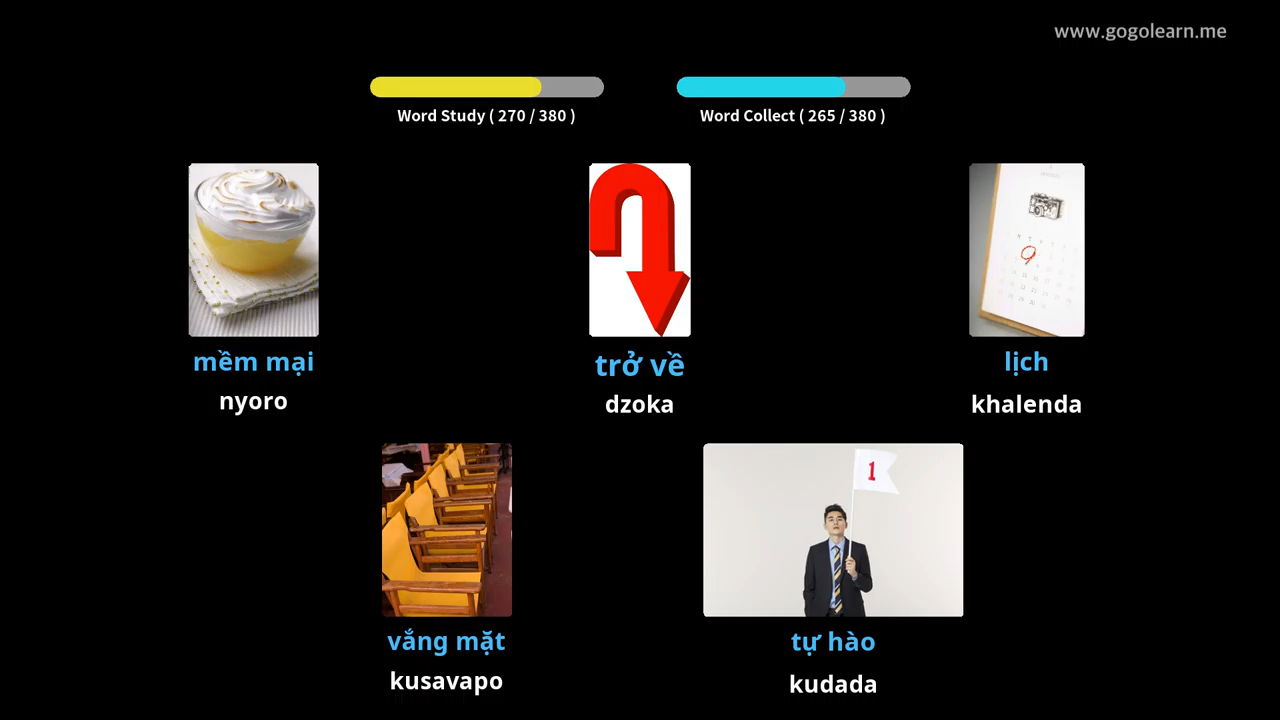 www.gogolearn.me
Word Study ( 270 / 380 )
Word Collect ( 265 / 380 )
mềm mại
nyoro
trở về
dzoka
lịch
khalenda
1
vắng mặt
kusavapo
tự hào
kudada